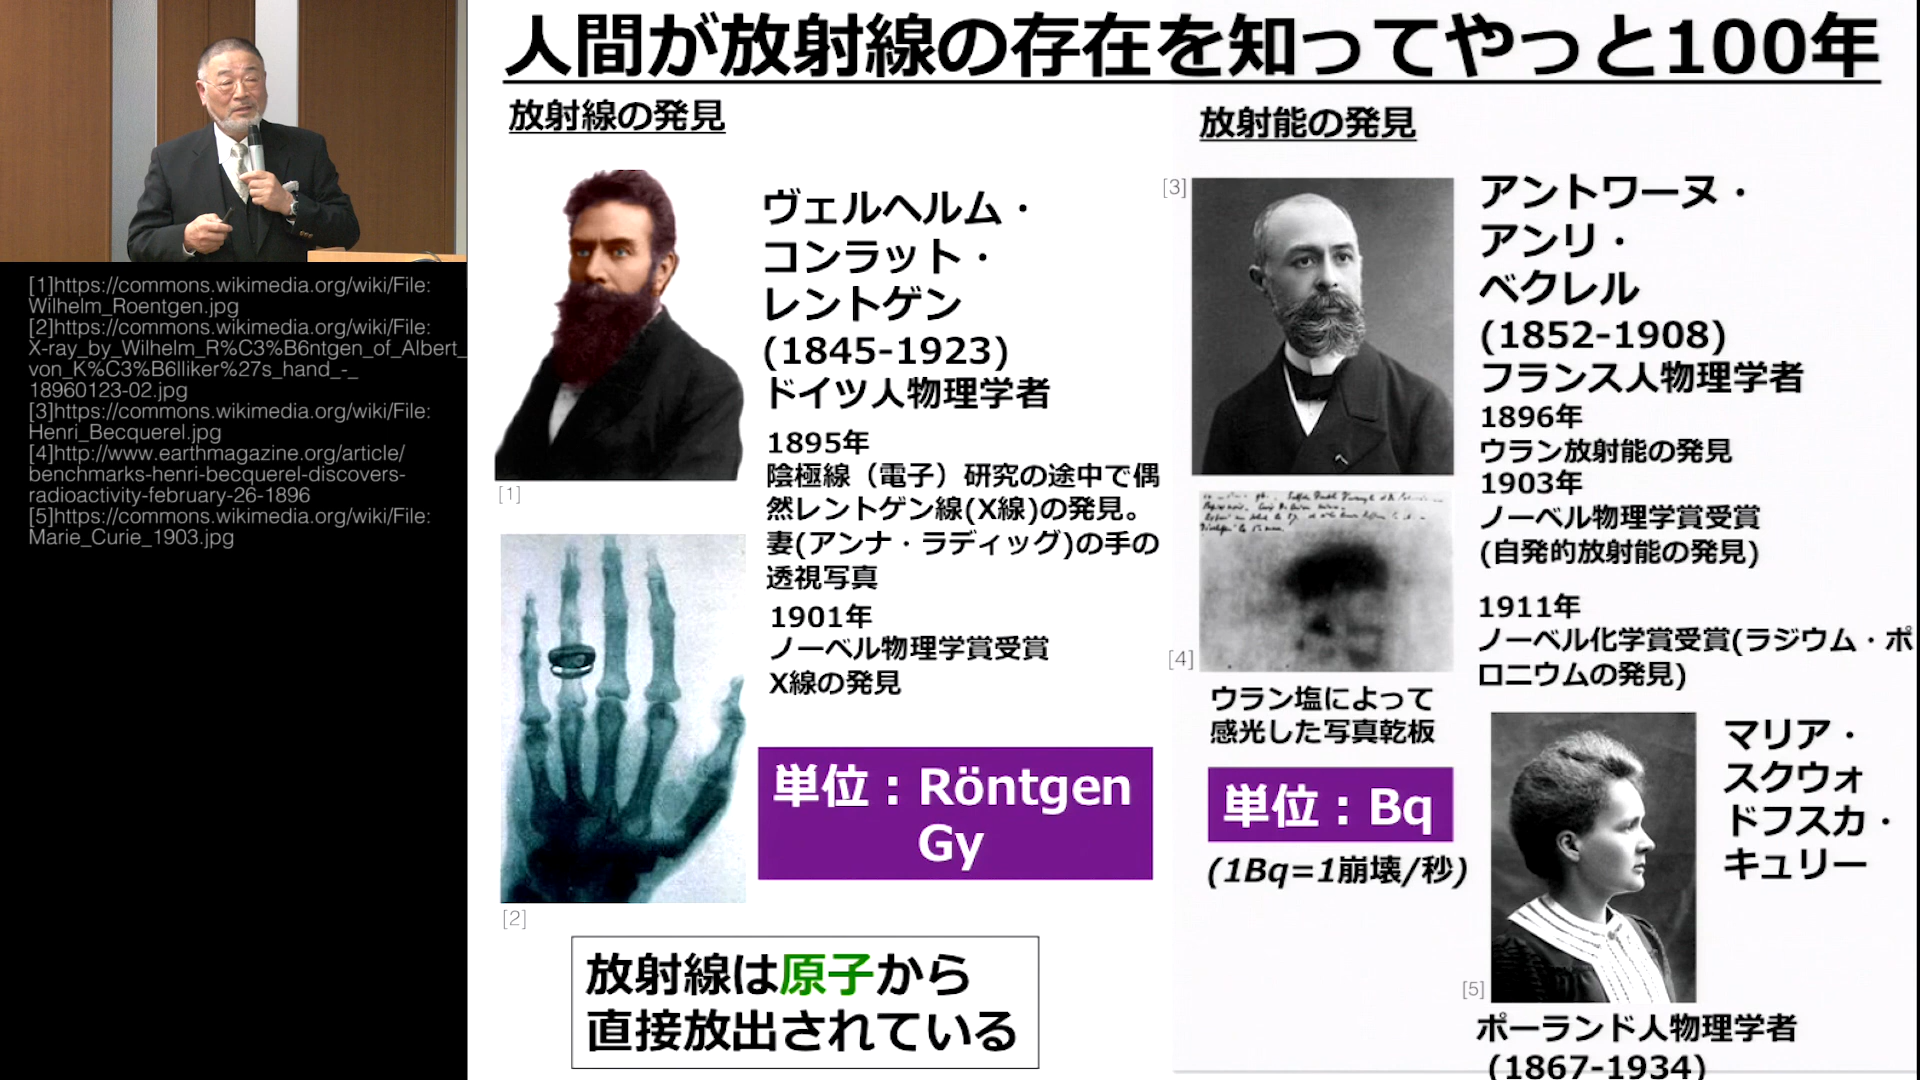 人間が放射線の存在を知ってやっと100年
放射線の発見
ヴェルヘルム・
コンラット・
レントゲン
(1845-1923)
ドイツ人物理学者
1895年
陰極線（電子）研究の途中で偶
然レントゲン線(X線)の発見。
妻(アンナ・ラディッグ)の手の
透視写真
1901年
ノーベル物理学賞受賞
X線の発見
[1]
[2]
単位：Röntgen
Gy
放射線は原子から
直接放出されている
放射能の発見
[3]
アントワーヌ・
アンリ・
ベクレル
(1852-1908)
フランス人物理学者
1896年
ウラン放射能の発見
1903年
ノーベル物理学賞受賞
(自発的放射能の発見)
1911年
ノーベル化学賞受賞(ラジウム・ポ
ロニウムの発見)
[4]
ウラン塩によって
感光した写真乾板
単位：Bq
(1Bq=1崩壊/秒)
マリア・
スクウォ
ドフスカ・
キュリー
[5]
ポーランド人物理学者
(1867-1934)
[1]https://commons.wikimedia.org/wiki/File:
Wilhelm_Roentgen.jpg
[2]https://commons.wikimedia.org/wiki/File:
X-ray_by_Wilhelm_R%C3%B6ntgen_of_Albert_
von_K%C3%B6lliker%27s_hand_-_
18960123-02.jpg
[3]https://commons.wikimedia.org/wiki/File:
Henri_Becquerel.jpg
[4]http://www.earthmagazine.org/article/
benchmarks-henri-becquerel-discovers-
radioactivity-february-26-1896
[5]https://commons.wikimedia.org/wiki/File:
Marie_Curie_1903.jpg